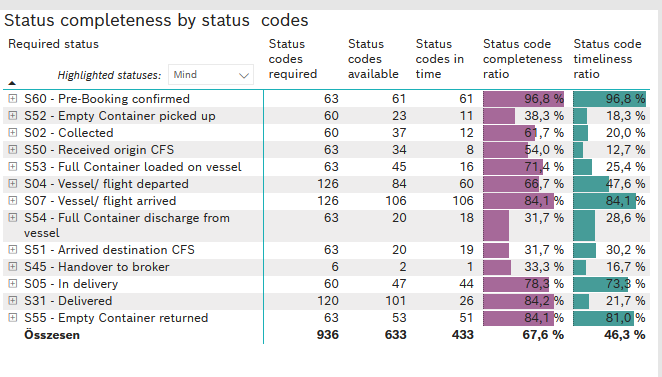 Status completeness by status codes
Required status Status codes required Status codes available Status codes in time Status code completeness ratio Status code timeliness ratio
Highlighted statuses: Mind
S60 - Pre-Booking confirmed 63 61 61 96,8 % 96,8 %
S52 - Empty Container picked up 60 23 11 38,3 % 18,3 %
S02 - Collected 60 37 12 61,7 % 20,0 %
S50 - Received origin CFS 63 34 8 54,0 % 12,7 %
S53 - Full Container loaded on vessel 63 45 16 71,4 % 25,4 %
S04 - Vessel/ flight departed 126 84 60 66,7 % 47,6 %
S07 - Vessel/ flight arrived 126 106 106 84,1 % 84,1 %
S54 - Full Container discharge from vessel 63 20 18 31,7 % 28,6 %
S51 - Arrived destination CFS 63 20 19 31,7 % 30,2 %
S45 - Handover to broker 6 2 1 33,3 % 16,7 %
S05 - In delivery 60 47 44 78,3 % 73,3 %
S31 - Delivered 120 101 26 84,2 % 21,7 %
S55 - Empty Container returned 63 53 51 84,1 % 81,0 %
Összesen 936 633 433 67,6 % 46,3 %